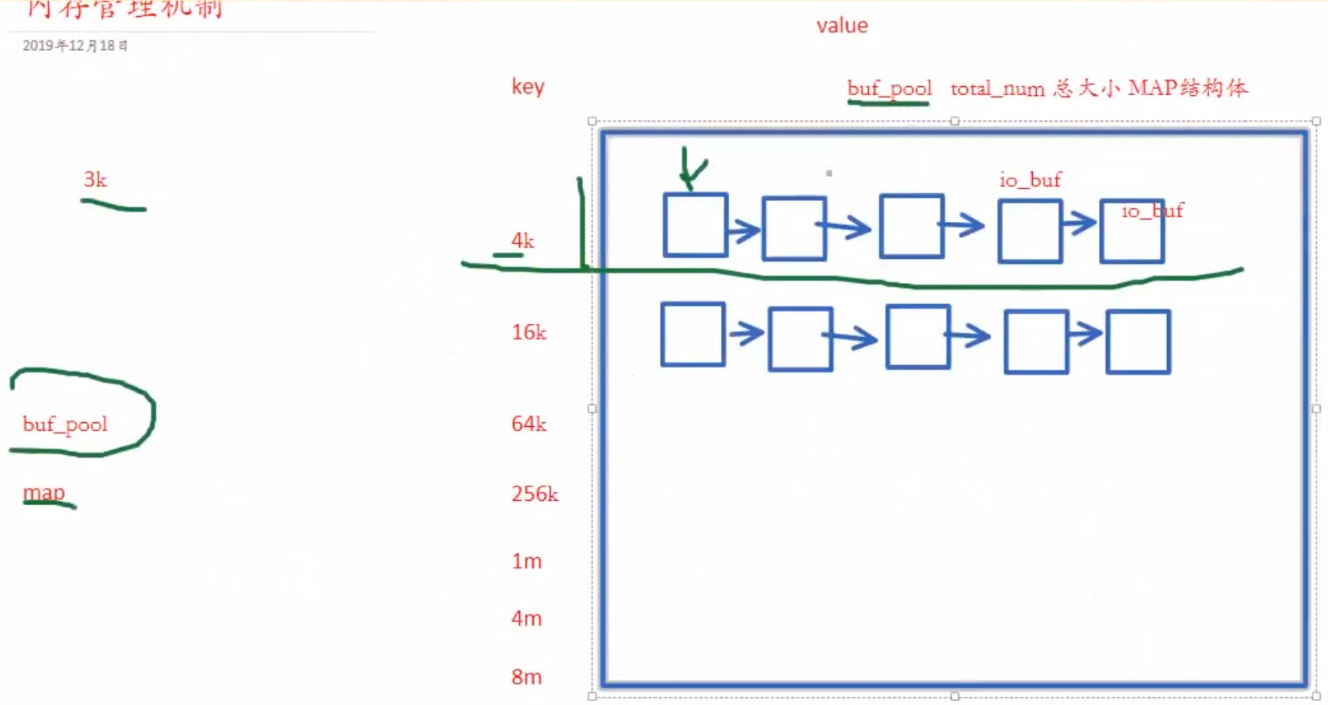 内存管理机制
2019年12月18日
value
key
buf_pool total_num 总大小 MAP结构体
3k
io_buf
io_buf
4k
16k
buf_pool
64k
map
256k
1m
4m
8m